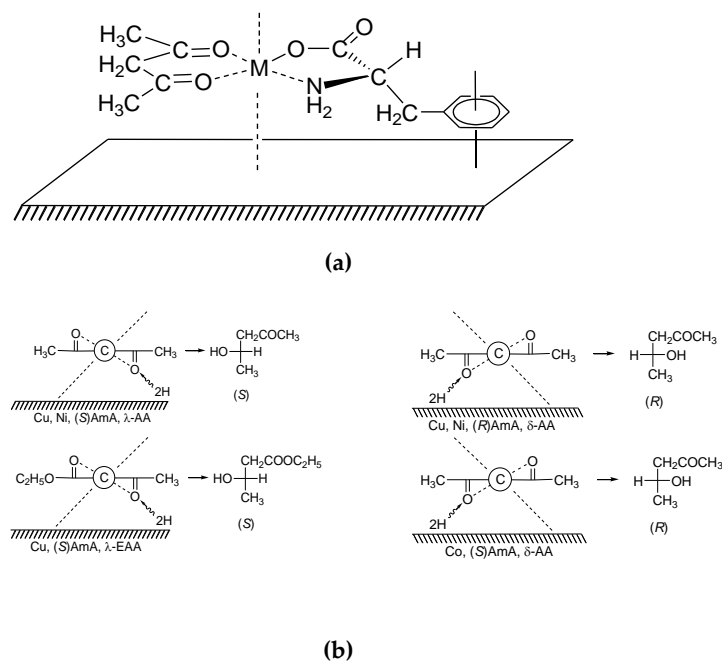 H3C
C
O
H2C
C
O
H3C
M
O
C
O
C
H
N
H2
H2C
(a)
O
H3C
C
CH3
O
2H
CH2COCH3
HO
H
CH3
(S)
Cu, Ni, (S)AmA, λ-AA
O
H3C
C
CH3
O
2H
CH2COCH3
H
OH
CH3
(R)
Cu, Ni, (R)AmA, δ-AA
O
C2H5O
C
CH3
O
2H
CH2COOC2H5
HO
H
CH3
(S)
Cu, (S)AmA, λ-EAA
O
H3C
C
CH3
O
2H
CH2COCH3
H
OH
CH3
(R)
Co, (S)AmA, δ-AA
(b)